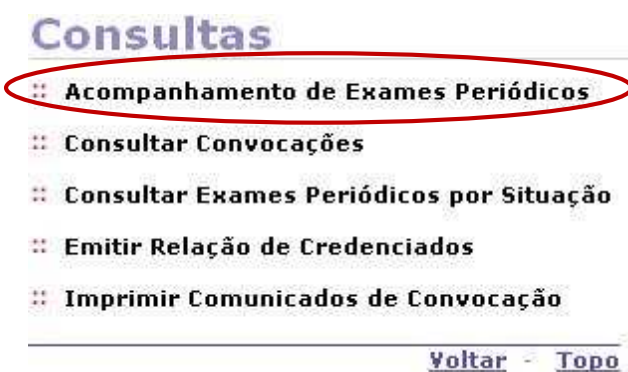 Consultas
:: Acompanhamento de Exames Periódicos
:: Consultar Convocações
:: Consultar Exames Periódicos por Situação
:: Emitir Relação de Credenciados
:: Imprimir Comunicados de Convocação
Voltar - Topo